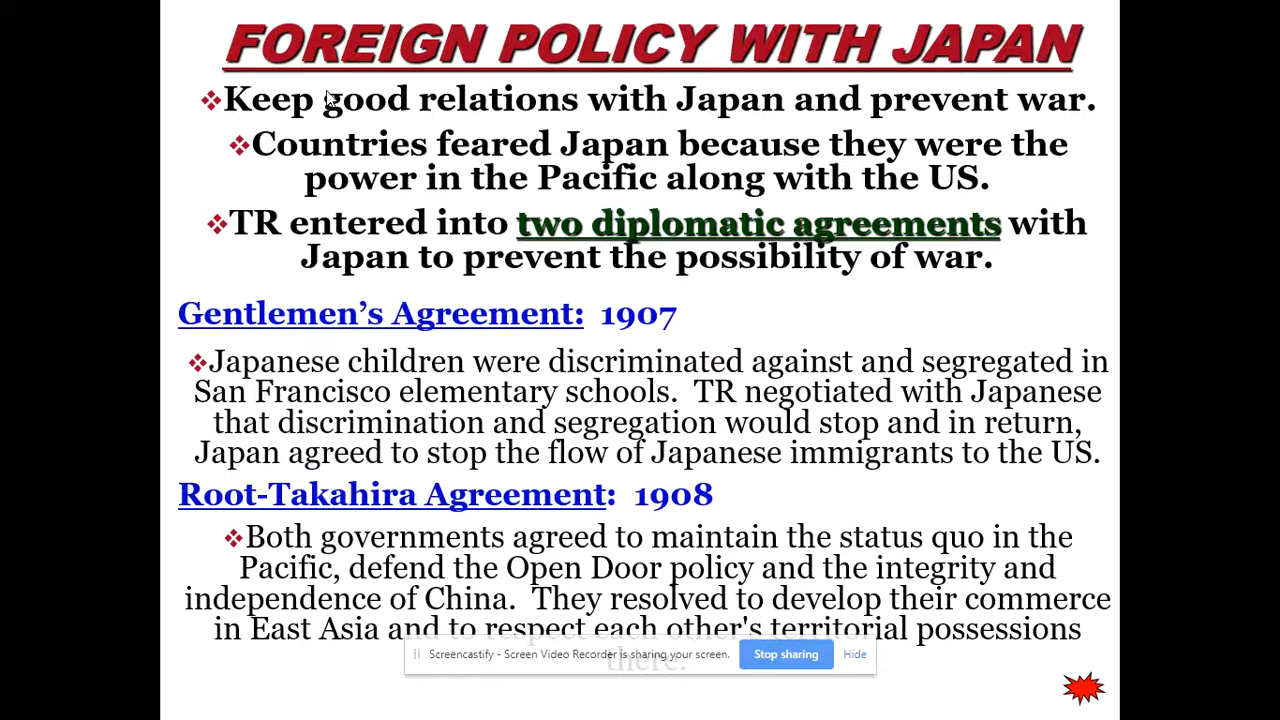 FOREIGN POLICY WITH JAPAN
❖Keep good relations with Japan and prevent war.
❖Countries feared Japan because they were the
power in the Pacific along with the US.
❖TR entered into two diplomatic agreements with
Japan to prevent the possibility of war.
Gentlemen's Agreement: 1907
❖Japanese children were discriminated against and segregated in
San Francisco elementary schools. TR negotiated with Japanese
that discrimination and segregation would stop and in return,
Japan agreed to stop the flow of Japanese immigrants to the US.
Root-Takahira Agreement: 1908
❖Both governments agreed to maintain the status quo in the
Pacific, defend the Open Door policy and the integrity and
independence of China. They resolved to develop their commerce
in East Asia and to respect each other's territorial possessions
there.
Screencastify - Screen Video Recorder is sharing your screen. Stop sharing Hide